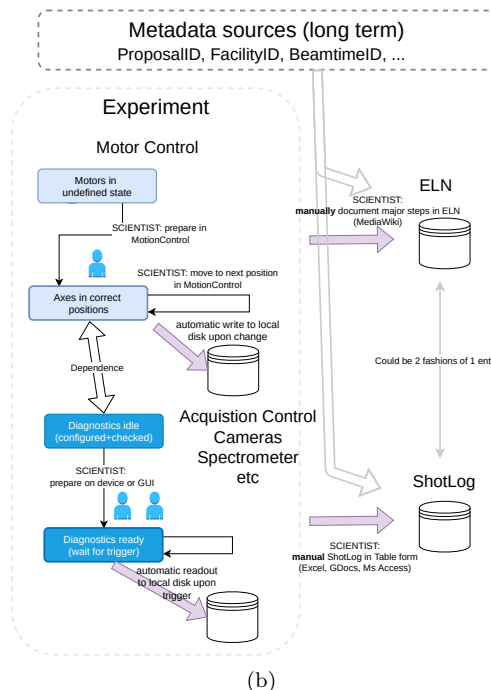 Metadata sources (long term)
ProposalID, FacilityID, BeamtimeID, ...
Experiment
Motor Control
Motors in
undefined state
SCIENTIST: prepare in
MotionControl
SCIENTIST: move to next position
in MotionControl
Axes in correct
positions
automatic write to local
disk upon change
Dependence
Diagnostics idle
(configured+checked)
Acquistion Control
Cameras
Spectrometer
etc
SCIENTIST:
prepare on device or GUI
Diagnostics ready
(wait for trigger)
automatic readout
to local disk upon
trigger
ELN
SCIENTIST:
manually document major steps in ELN
(MediaWiki)
Could be 2 fashions of 1 ent
ShotLog
SCIENTIST:
manual ShotLog in Table form
(Excel, GDocs, Ms Access)
(b)